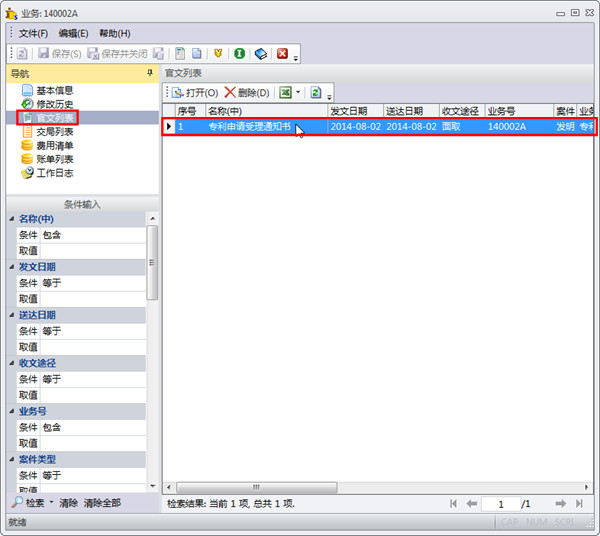 业务: 140002A
文件(F) 编辑(E) 帮助(H)
保存(S) 保存并关闭
导航
基本信息
修改历史
官文列表
交局列表
费用清单
账单列表
工作日志
条件输入
名称(中)
条件 包含
取值
发文日期
条件 等于
取值
送达日期
条件 等于
取值
收文途径
条件 等于
取值
业务号
条件 包含
取值
案件类型
条件 等于
取值
检索 清除 清除全部
官文列表
打开(O) 删除(D)
序号 名称(中) 发文日期 送达日期 收文途径 业务号 案件 业务
1 专利申请受理通知书 2014-08-02 2014-08-02 面取 140002A 发明 专利
检索结果: 当前 1 项, 总共 1 项.
1 /1
就绪
CAP NUM SCRL